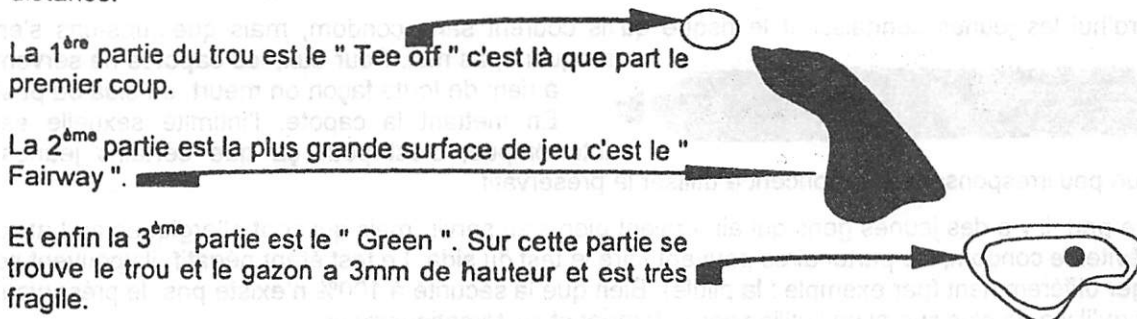 La 1ère partie du trou est le " Tee off " c'est là que part le
premier coup.
La 2ème partie est la plus grande surface de jeu c'est le "
Fairway ".
Et enfin la 3ème partie est le " Green ". Sur cette partie se
trouve le trou et le gazon a 3mm de hauteur et est très
fragile.